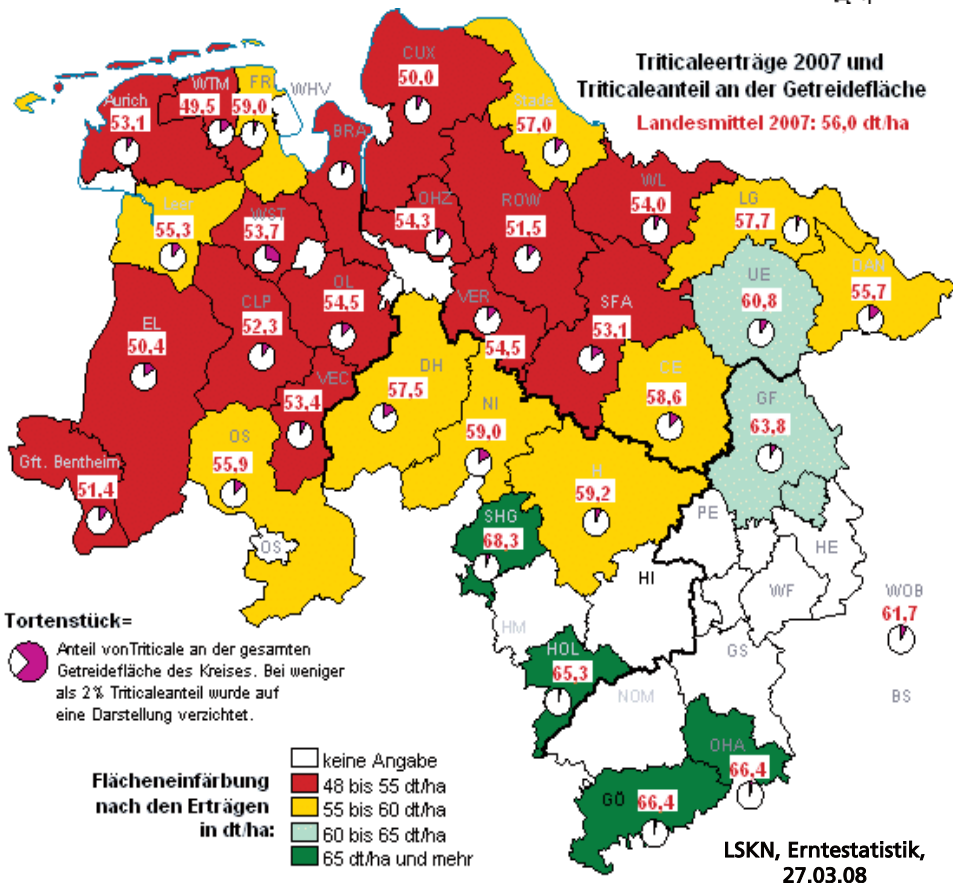 Triticaleerträge 2007 und
Triticaleanteil an der Getreidefläche
Landesmittel 2007: 56,0 dt/ha
CUX
50,0
WTM
49,5
FR
59,0
WHV
Aurich
53,1
Stade
57,0
BRA
OHZ
54,3
ROW
51,5
WL
54,0
LG
57,7
Leer
55,3
WST
53,7
UE
60,8
DAN
55,7
CLP
52,3
OL
54,5
VER
54,5
SFA
53,1
EL
50,4
VEC
53,4
DH
57,5
NI
59,0
CE
58,6
GF
63,8
OS
55,9
Gft. Bentheim
51,4
H
59,2
SHG
68,3
PE
HE
OS
HI
WF
WOB
61,7
HM
HOL
65,3
GS
NOM
BS
OHA
66,4
GÖ
66,4
Tortenstück=
Anteil von Triticale an der gesamten
Getreidefläche des Kreises. Bei weniger
als 2% Triticaleanteil wurde auf
eine Darstellung verzichtet.
Flächeneinfärbung
nach den Erträgen
in dt/ha:
keine Angabe
48 bis 55 dt/ha
55 bis 60 dt/ha
60 bis 65 dt/ha
65 dt/ha und mehr
LSKN, Erntestatistik,
27.03.08